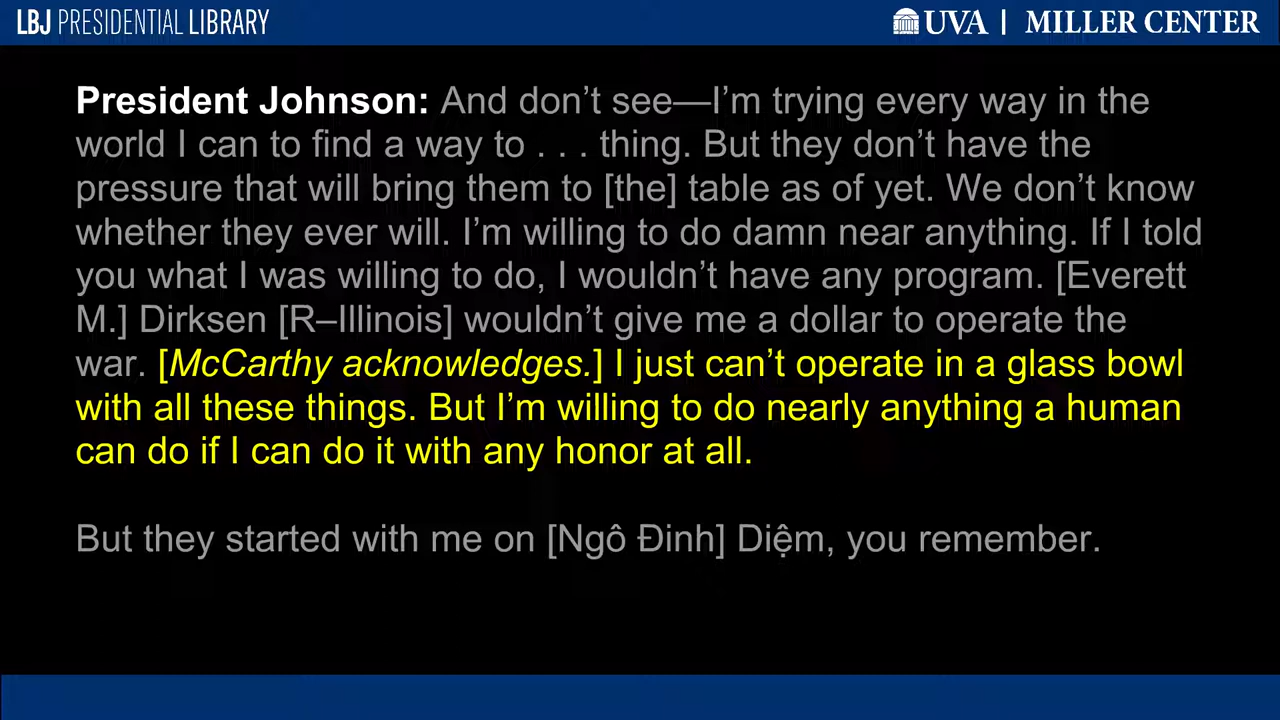 LBJ PRESIDENTIAL LIBRARY
UVA | MILLER CENTER
President Johnson: And don’t see—I’m trying every way in the
world I can to find a way to . . . thing. But they don’t have the
pressure that will bring them to [the] table as of yet. We don’t know
whether they ever will. I’m willing to do damn near anything. If I told
you what I was willing to do, I wouldn’t have any program. [Everett
M.] Dirksen [R–Illinois] wouldn’t give me a dollar to operate the
war. [McCarthy acknowledges.] I just can’t operate in a glass bowl
with all these things. But I’m willing to do nearly anything a human
can do if I can do it with any honor at all.
But they started with me on [Ngô Đinh] Diệm, you remember.